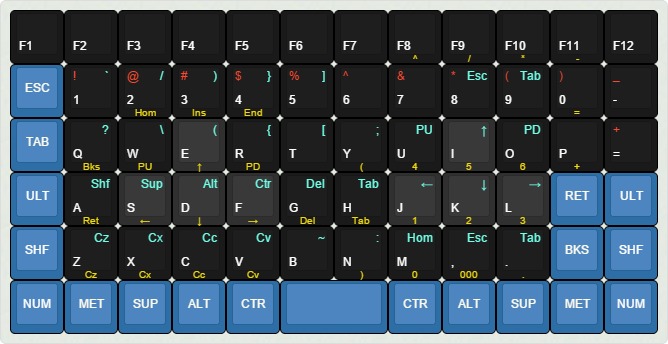 F1 F2 F3 F4 F5 F6 F7 F8 F9 F10 F11 F12
^ / * -
ESC ! ` @ / # ) $ } % ] ^ & * Esc ( Tab ) _
1 2 3 4 5 6 7 8 9 0 -
Hom Ins End =
TAB ? \ ( { [ ; PU ↑ PD +
Q W E R T Y U I O P =
Bks PU ↑ PD ( 4 5 6 +
ULT Shf Sup Alt Ctr Del Tab ← ↓ → RET ULT
A S D F G H J K L
Ret ← ↓ → Del Tab 1 2 3
SHF Cz Cx Cc Cv ~ : Hom Esc Tab BKS SHF
Z X C V B N M , .
Cz Cx Cc Cv ) 0 000 .
NUM MET SUP ALT CTR CTR ALT SUP MET NUM